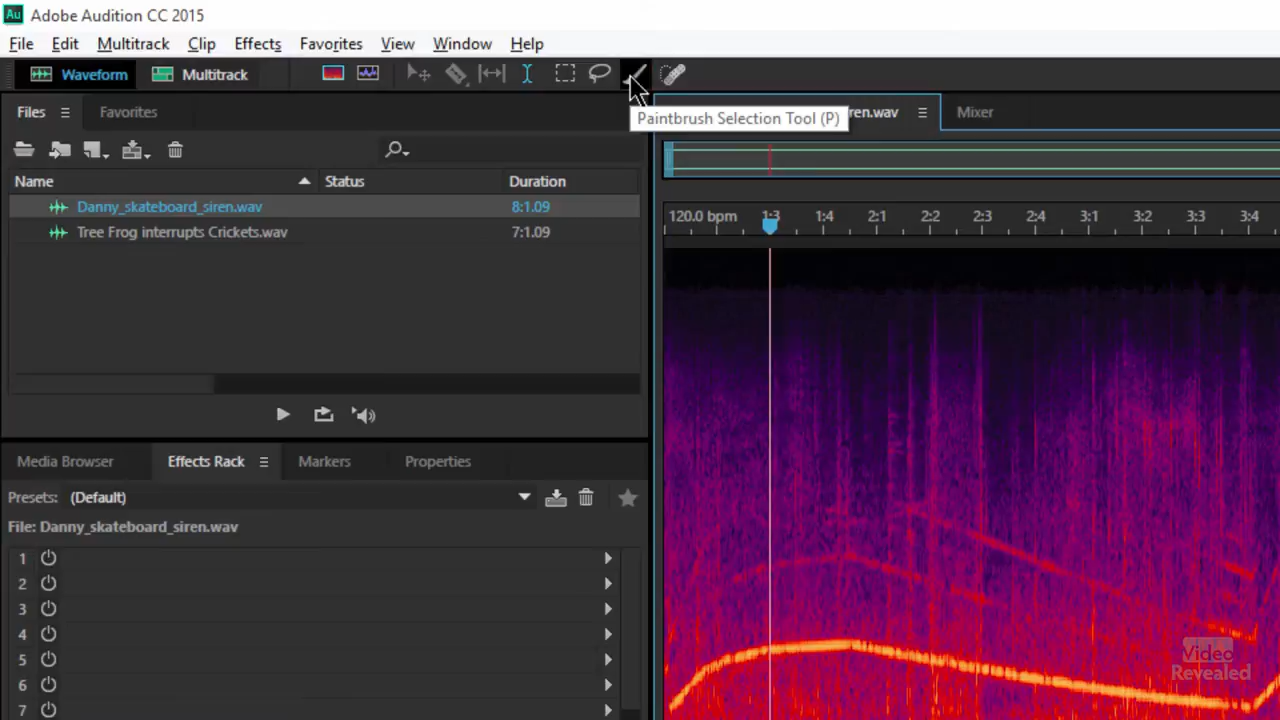 Au Adobe Audition CC 2015
File Edit Multitrack Clip Effects Favorites View Window Help
Waveform Multitrack
Files Favorites
Paintbrush Selection Tool (P)
ren.wav Mixer
Name Status Duration
Danny_skateboard_siren.wav 8:1.09
Tree Frog interrupts Crickets.wav 7:1.09
120.0 bpm 1:3 1:4 2:1 2:2 2:3 2:4 3:1 3:2 3:3 3:4
Media Browser Effects Rack Markers Properties
Presets: (Default)
File: Danny_skateboard_siren.wav
1
2
3
4
5
6
7
Video
Revealed